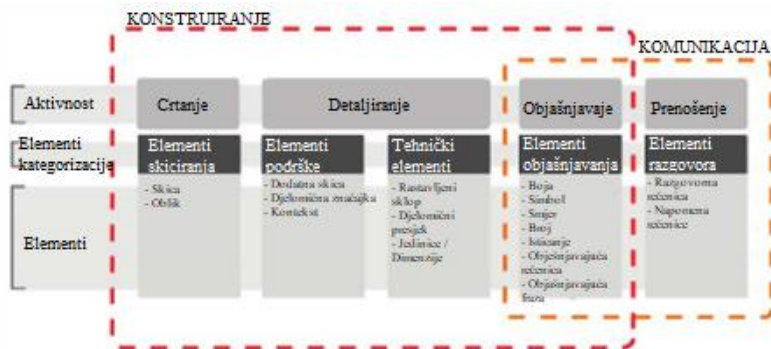 KONSTRUIRANJE
KOMUNIKACIJA
Aktivnost
Crtanje
Detaljiranje
Objašnjavaje
Prenošenje
Elementi
kategorizacije
Elementi
skiciranja
Elementi
podrške
Tehnički
elementi
Elementi
objašnjavanja
Elementi
razgovora
Elementi
- Skica
- Oblik
- Dodatna skica
- Djelomična značajka
- Kontekst
- Rastavljeni
sklop
- Djelomični
presjek
- Jedinice /
Dimenzije
- Boja
- Simbol
- Smjer
- Broj
- Isticanje
- Obješnjavajuća
rečenica
- Objašnjavajuća
fraza
- Razgovorna
rečenica
- Napomena
rečenice